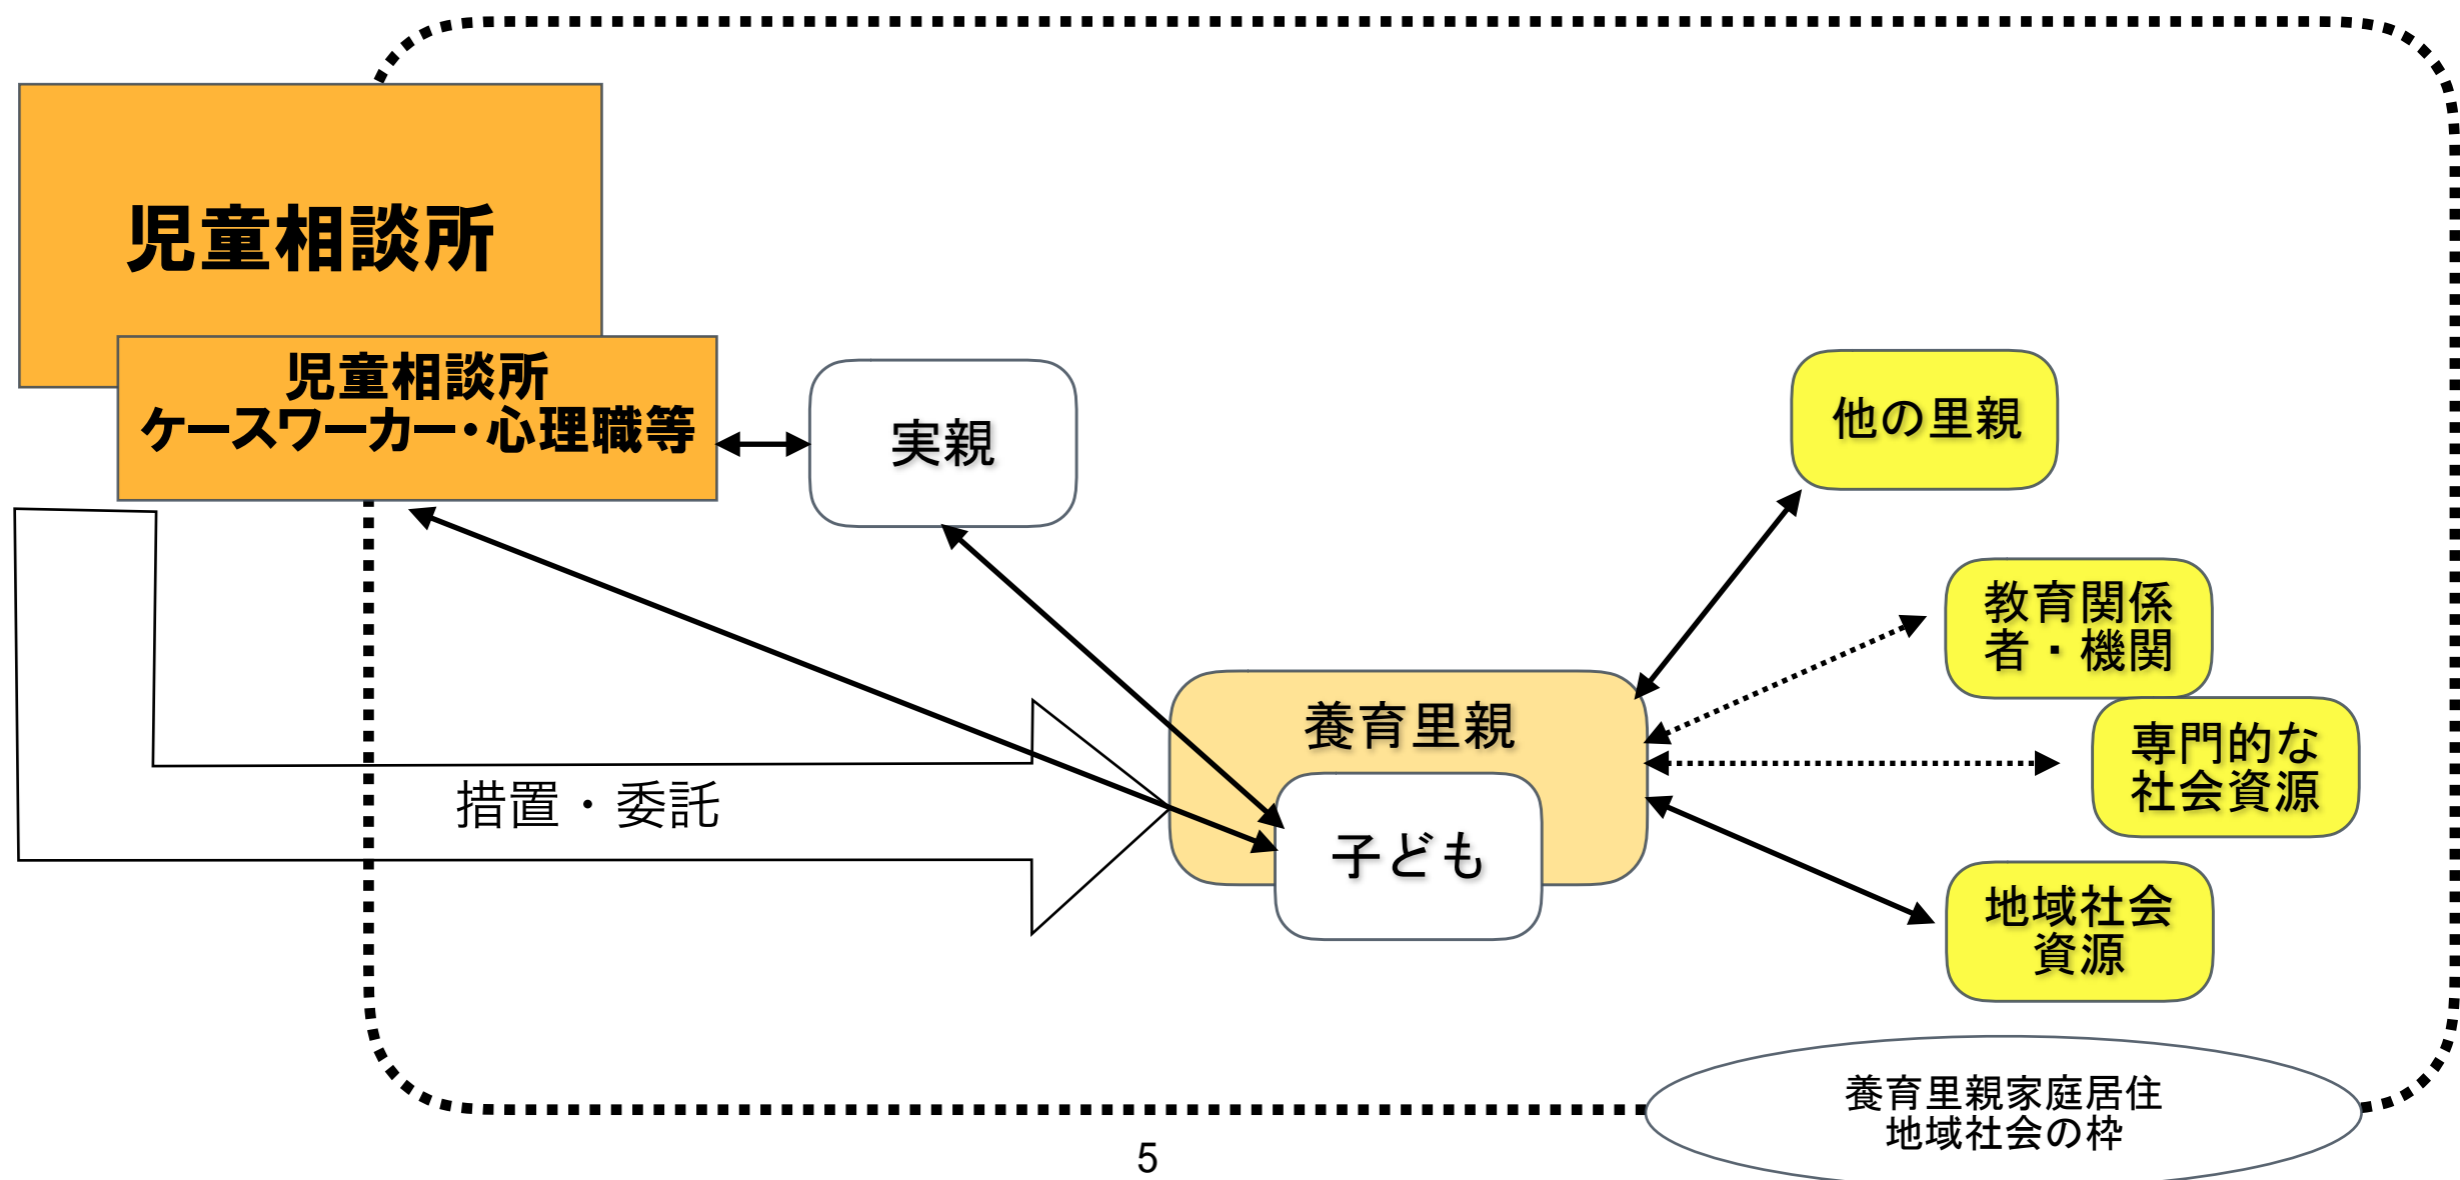 児童相談所
児童相談所
ケースワーカー・心理職等
実親
他の里親
教育関係
者・機関
養育里親
専門的な
社会資源
措置・委託
子ども
地域社会
資源
養育里親家庭居住
地域社会の枠
5